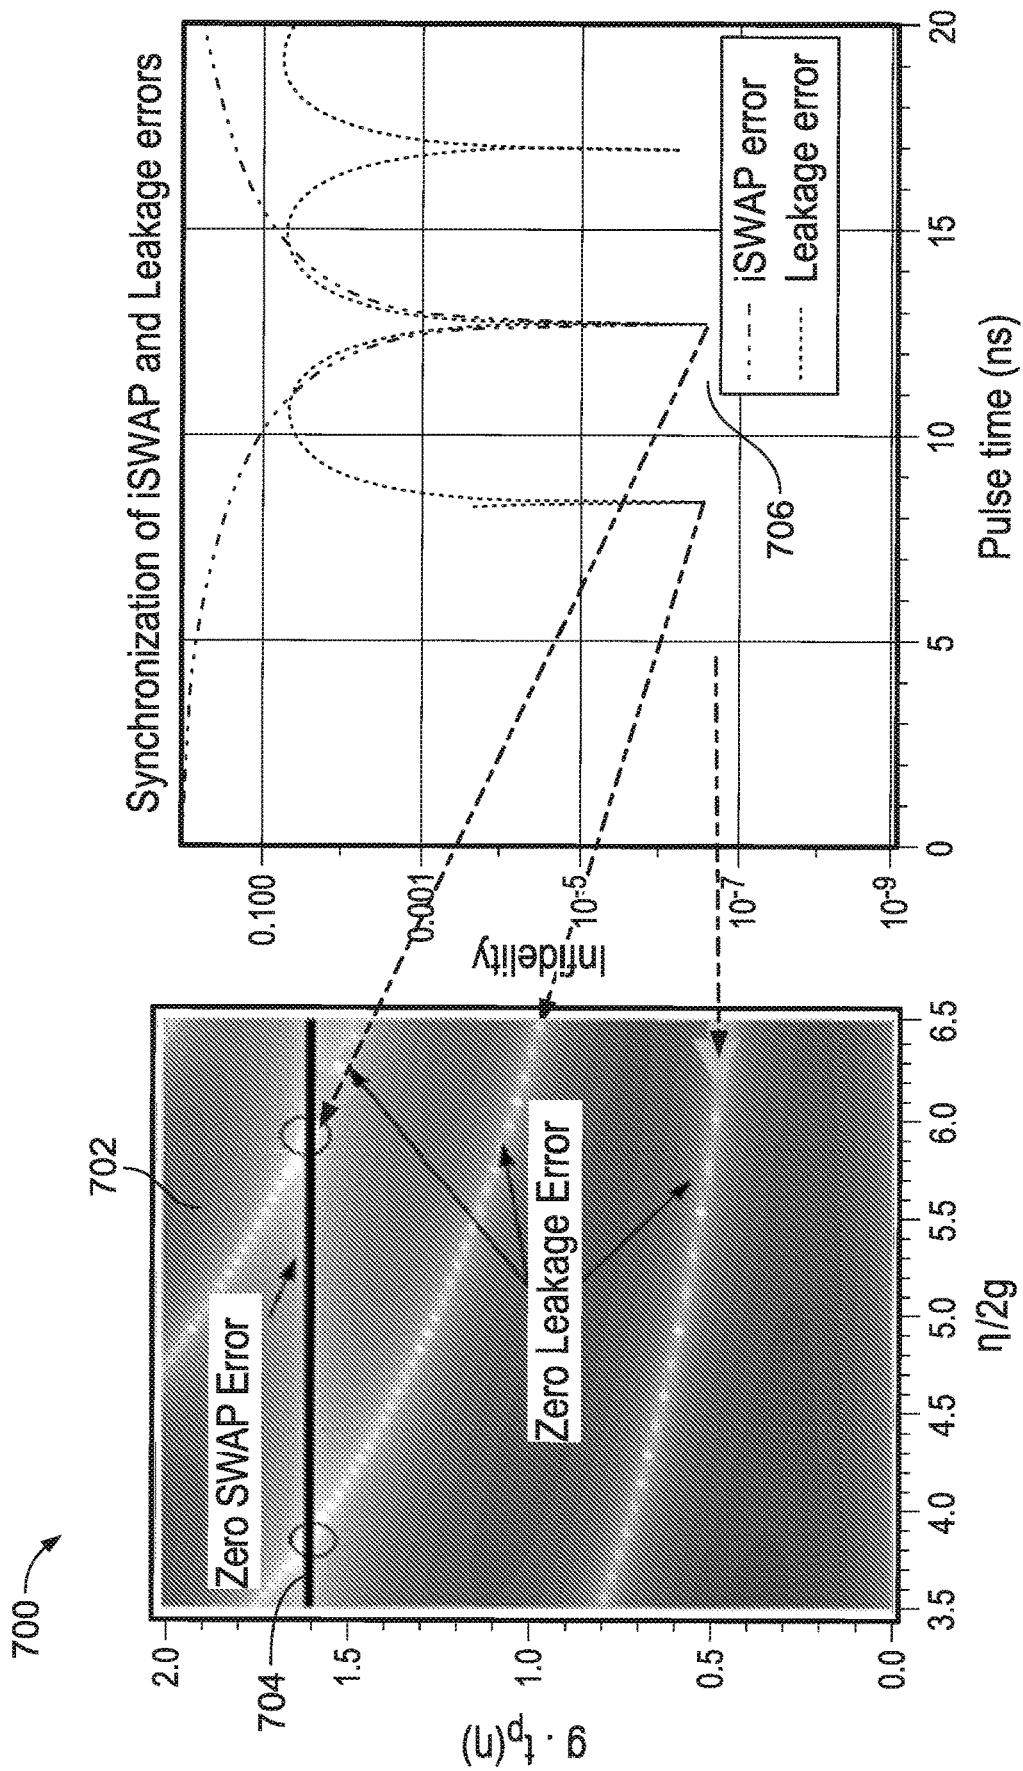 700
702
704
Zero SWAP Error
Zero Leakage Error
2.0
1.5
1.0
0.5
0.0
g · tp(η)
3.5
4.0
4.5
5.0
5.5
6.0
6.5
η/2g
Synchronization of iSWAP and Leakage errors
Infidelity
0.100
0.001
10-5
10-7
10-9
0
5
10
15
20
Pulse time (ns)
706
iSWAP error
Leakage error